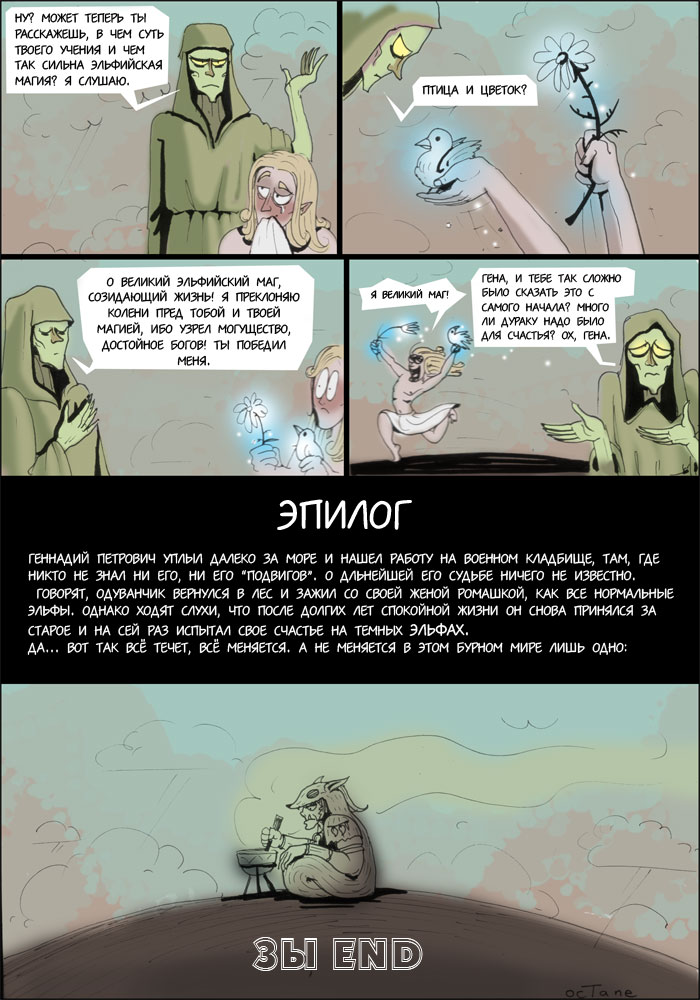 НУ? МОЖЕТ ТЕПЕРЬ ТЫ
РАССКАЖЕШЬ, В ЧЕМ СУТЬ
ТВОЕГО УЧЕНИЯ И ЧЕМ
ТАК СИЛЬНА ЭЛЬФИЙСКАЯ
МАГИЯ? Я СЛУШАЮ.
ПТИЦА И ЦВЕТОК?
О ВЕЛИКИЙ ЭЛЬФИЙСКИЙ МАГ,
СОЗИДАЮЩИЙ ЖИЗНЬ! Я ПРЕКЛОНЯЮ
КОЛЕНИ ПРЕД ТОБОЙ И ТВОЕЙ
МАГИЕЙ, ИБО УЗРЕЛ МОГУЩЕСТВО,
ДОСТОЙНОЕ БОГОВ! ТЫ ПОБЕДИЛ
МЕНЯ.
Я ВЕЛИКИЙ МАГ!
ГЕНА, И ТЕБЕ ТАК СЛОЖНО
БЫЛО СКАЗАТЬ ЭТО С
САМОГО НАЧАЛА? МНОГО
ЛИ ДУРАКУ НАДО БЫЛО
ДЛЯ СЧАСТЬЯ? ОХ, ГЕНА.
ЭПИЛОГ
ГЕННАДИЙ ПЕТРОВИЧ УПЛЫЛ ДАЛЕКО ЗА МОРЕ И НАШЕЛ РАБОТУ НА ВОЕННОМ КЛАДБИЩЕ, ТАМ, ГДЕ
НИКТО НЕ ЗНАЛ НИ ЕГО, НИ ЕГО "ПОДВИГОВ". О ДЬНЕЙШЕЙ ЕГО СУДЬБЕ НИЧЕГО НЕ ИЗВЕСТНО.
ГОВОРЯТ, ОДУВАНЧИК ВЕРНУЛСЯ В ЛЕС И ЗАЖИЛ СО СВОЕЙ ЖЕНОЙ РОМАШКОЙ, КАК ВСЕ НОРМАЛЬНЫЕ
ЭЛЬФЫ. ОДНАКО ХОДЯТ СЛУХИ, ЧТО ПОСЛЕ ДОЛГИХ ЛЕТ СПОКОЙНОЙ ЖИЗНИ ОН СНОВА ПРИНЯЛСЯ ЗА
СТАРОЕ И НА СЕЙ РАЗ ИСПЫТАЛ СВОЕ СЧАСТЬЕ НА ТЕМНЫХ ЭЛЬФАХ.
ДА... ВОТ ТАК ВСЁ ТЕЧЕТ, ВСЁ МЕНЯЕТСЯ. А НЕ МЕНЯЕТСЯ В ЭТОМ БУРНОМ МИРЕ ЛИШЬ ОДНО:
ЗЫ END
ocTane